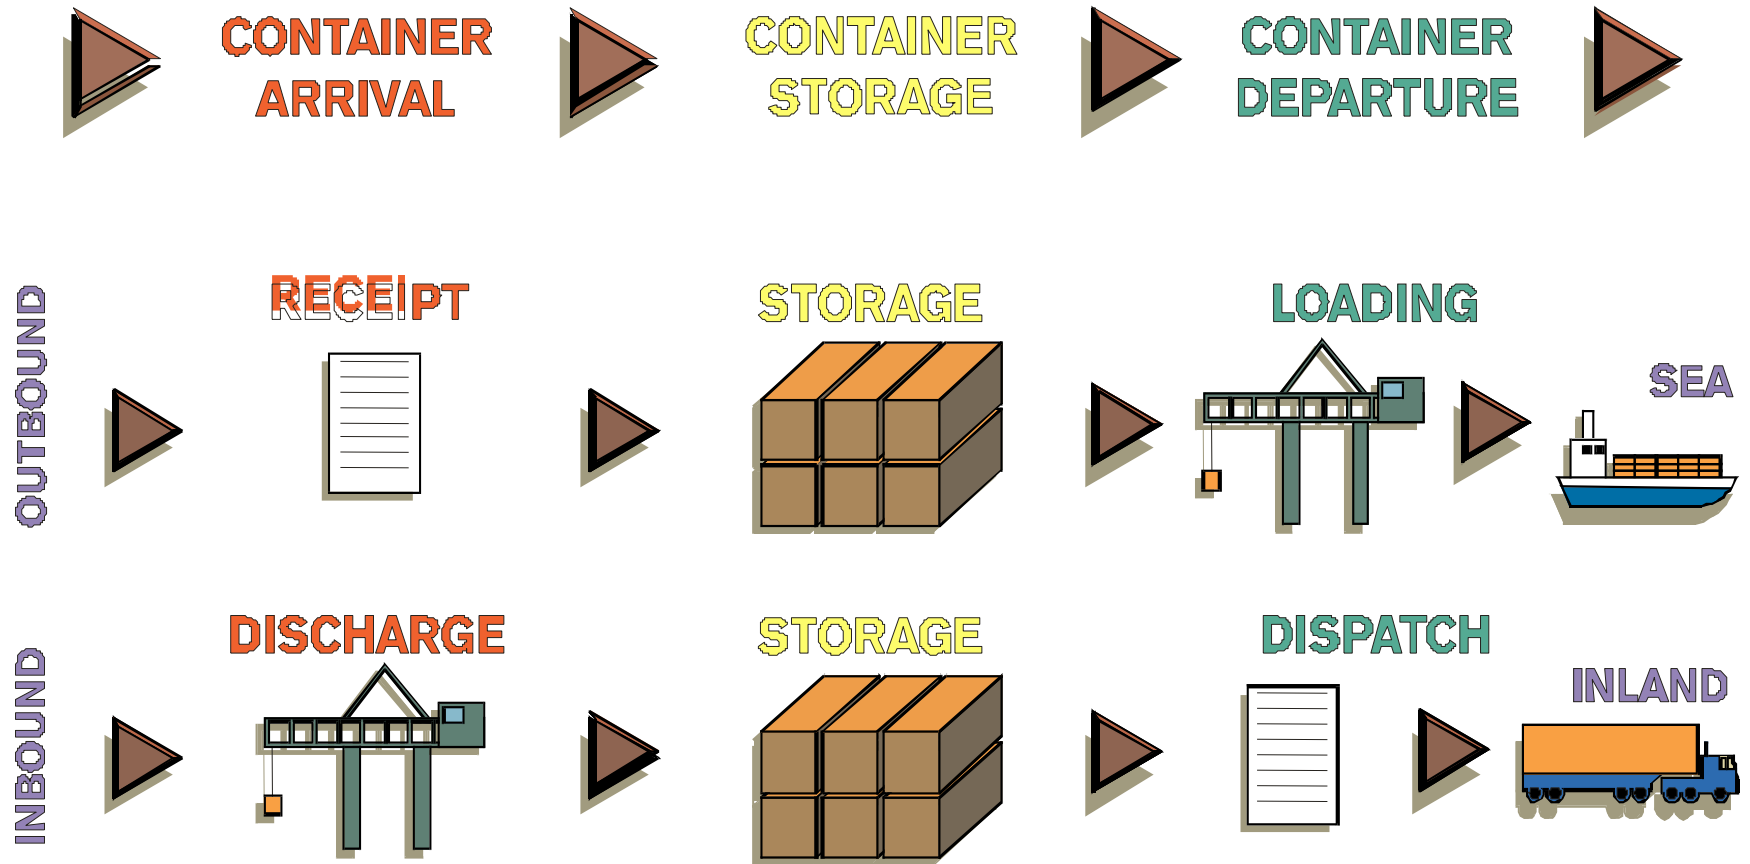 CONTAINER
ARRIVAL
CONTAINER
STORAGE
CONTAINER
DEPARTURE
OUTBOUND
RECEIPT
STORAGE
LOADING
SEA
INBOUND
DISCHARGE
STORAGE
DISPATCH
INLAND